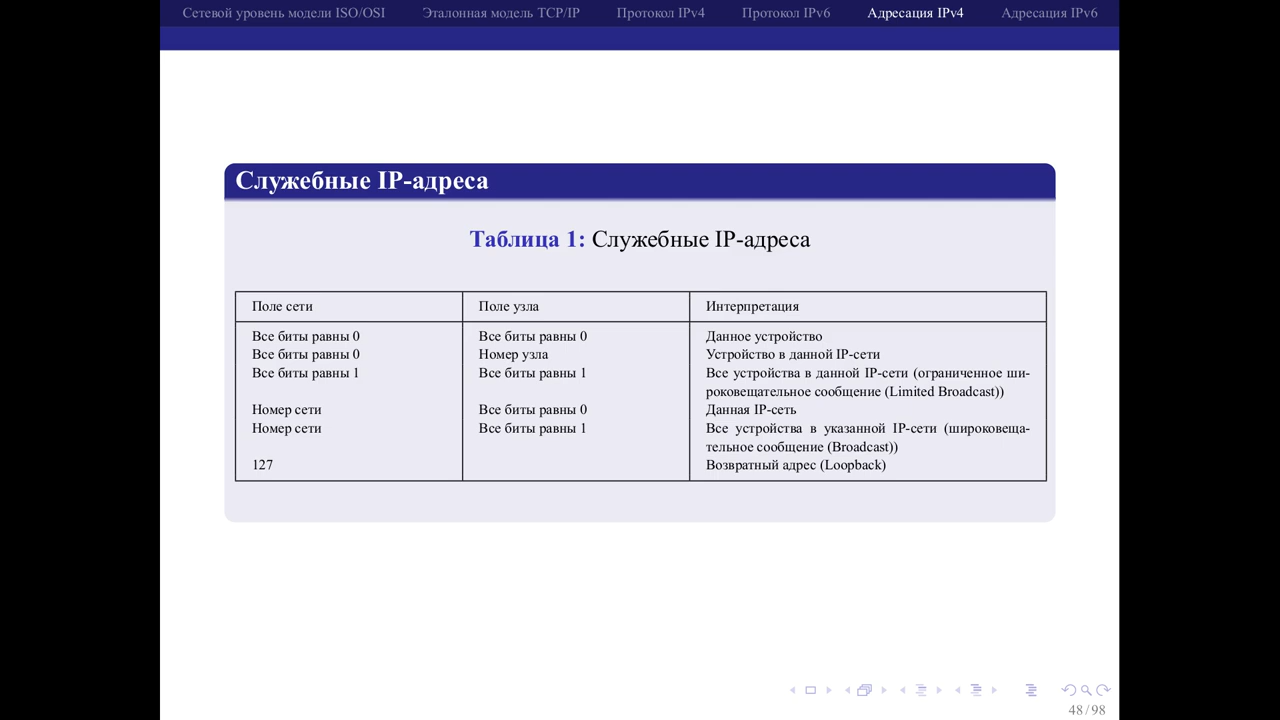 Сетевой уровень модели ISO/OSI Эталонная модель TCP/IP Протокол IPv4 Протокол IPv6 Адресация IPv4 Адресация IPv6
Служебные IP-адреса
Таблица 1: Служебные IP-адреса
Поле сети Поле узла Интерпретация
Все биты равны 0 Все биты равны 0 Данное устройство
Все биты равны 0 Номер узла Устройство в данной IP-сети
Все биты равны 1 Все биты равны 1 Все устройства в данной IP-сети (ограниченное ши-
роковещательное сообщение (Limited Broadcast))
Номер сети Все биты равны 0 Данная IP-сеть
Номер сети Все биты равны 1 Все устройства в указанной IP-сети (широковеща-
тельное сообщение (Broadcast))
127 Возвратный адрес (Loopback)
48 / 98